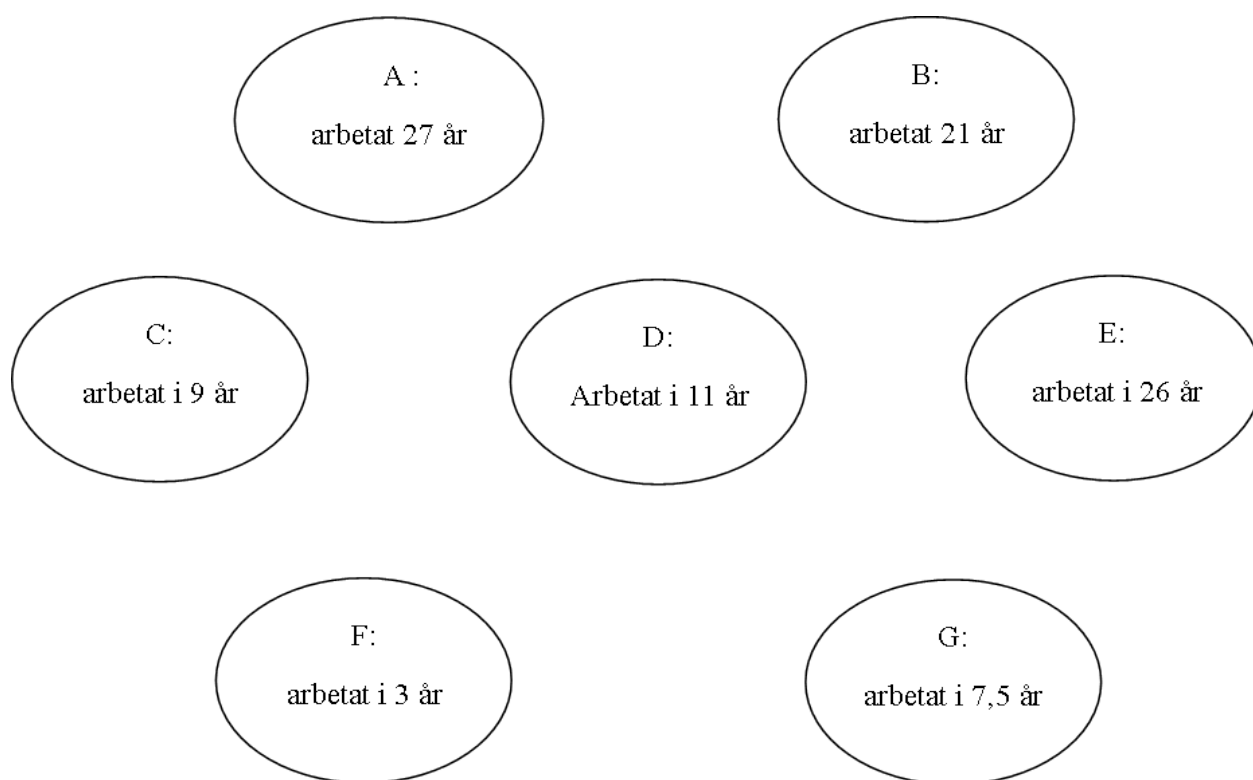 A :
arbetat 27 år
B:
arbetat 21 år
C:
arbetat i 9 år
D:
Arbetat i 11 år
E:
arbetat i 26 år
F:
arbetat i 3 år
G:
arbetat i 7,5 år